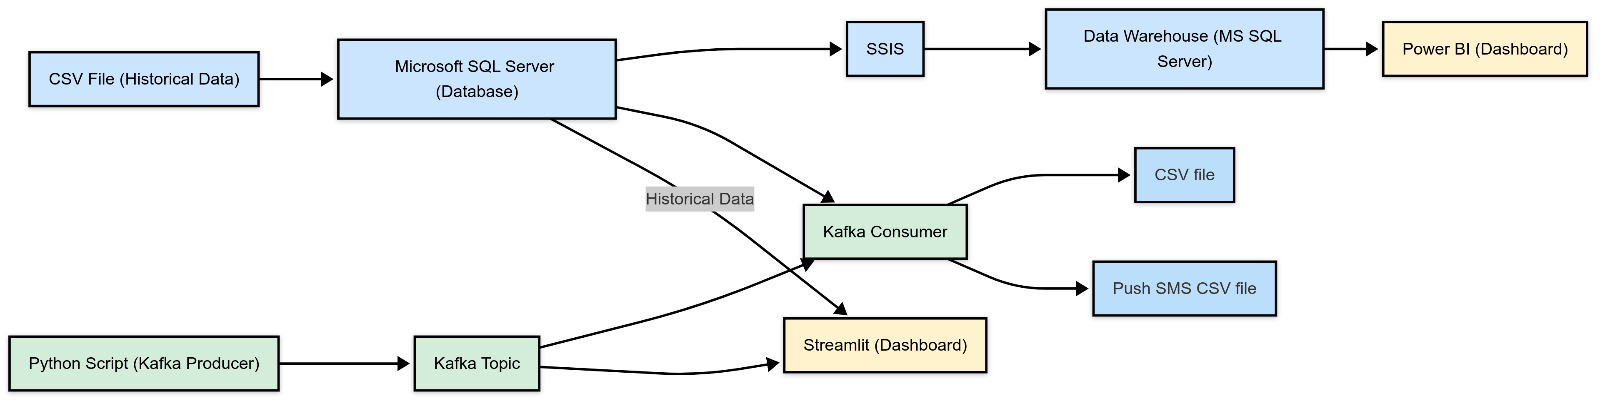 CSV File (Historical Data)
Microsoft SQL Server
(Database)
SSIS
Data Warehouse (MS SQL
Server)
Power BI (Dashboard)
Historical Data
Kafka Consumer
CSV file
Push SMS CSV file
Python Script (Kafka Producer)
Kafka Topic
Streamlit (Dashboard)